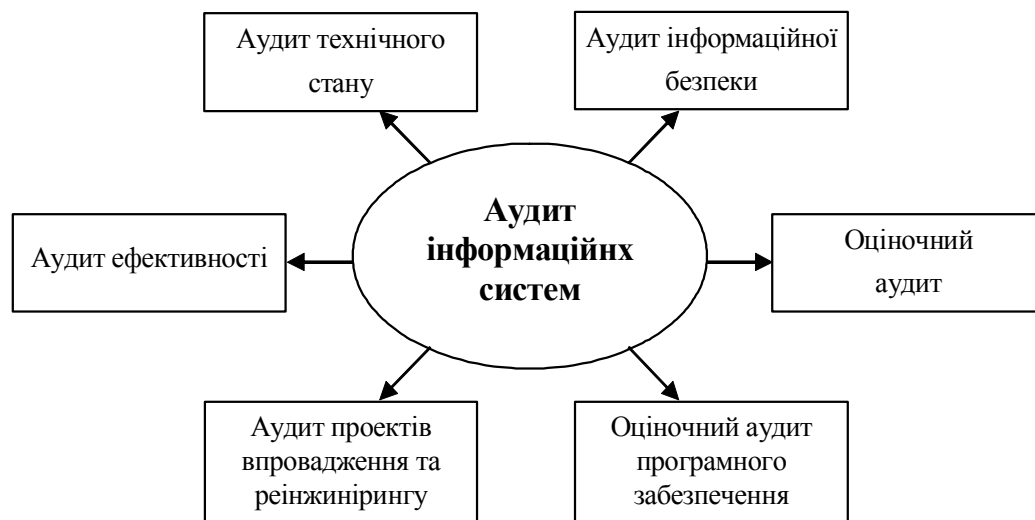 Аудит технічного
стану
Аудит інформаційної
безпеки
Аудит
інформаційнх
систем
Аудит ефективності
Оціночний
аудит
Аудит проектів
впровадження та
реінжинірингу
Оціночний аудит
програмного
забезпечення